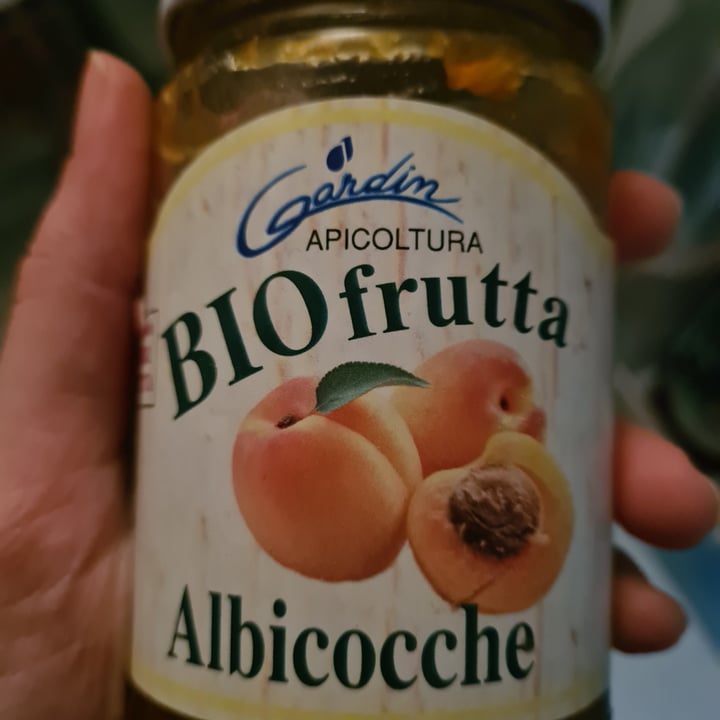 Gardin
APICOLTURA
BIOfrutta
Albicocche